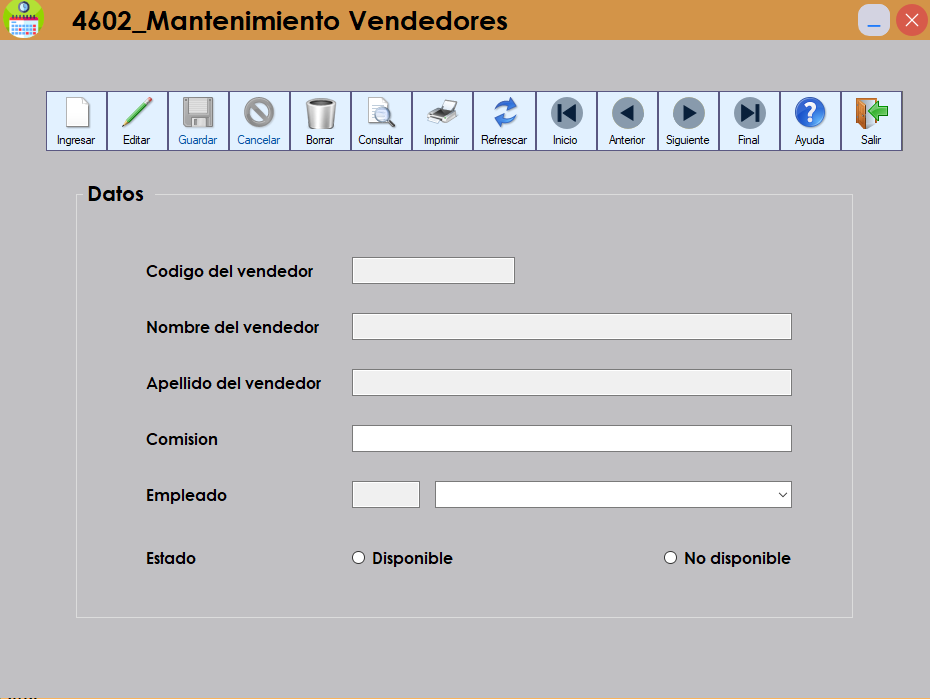 4602_Mantenimiento Vendedores
Ingresar Editar Guardar Cancelar Borrar Consultar Imprimir Refrescar Inicio Anterior Siguiente Final Ayuda Salir
Datos
Codigo del vendedor
Nombre del vendedor
Apellido del vendedor
Comision
Empleado
Estado Disponible No disponible